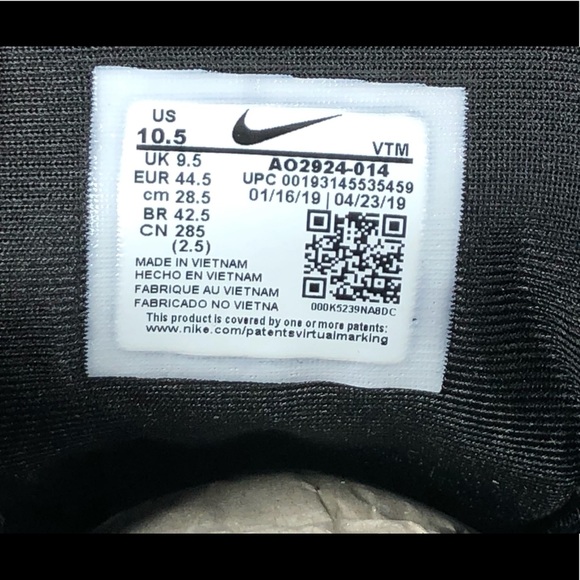 US
10.5
VTM
UK 9.5
EUR 44.5
cm 28.5
BR 42.5
CN 285
(2.5)
AO2924-014
UPC 00193145535459
01/16/19 | 04/23/19
MADE IN VIETNAM
HECHO EN VIETNAM
FABRIQUE AU VIETNAM
FABRICADO NO VIETNA
000K5239NA8DC
This product is covered by one or more patents:
www.nike.com/patentsvirtualmarking